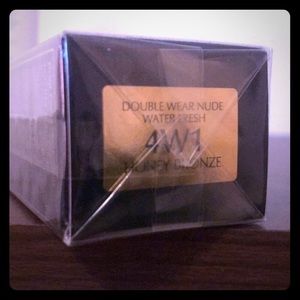 DOUBLE WEAR NUDE
WATER FRESH
4W1
HONEY BRONZE